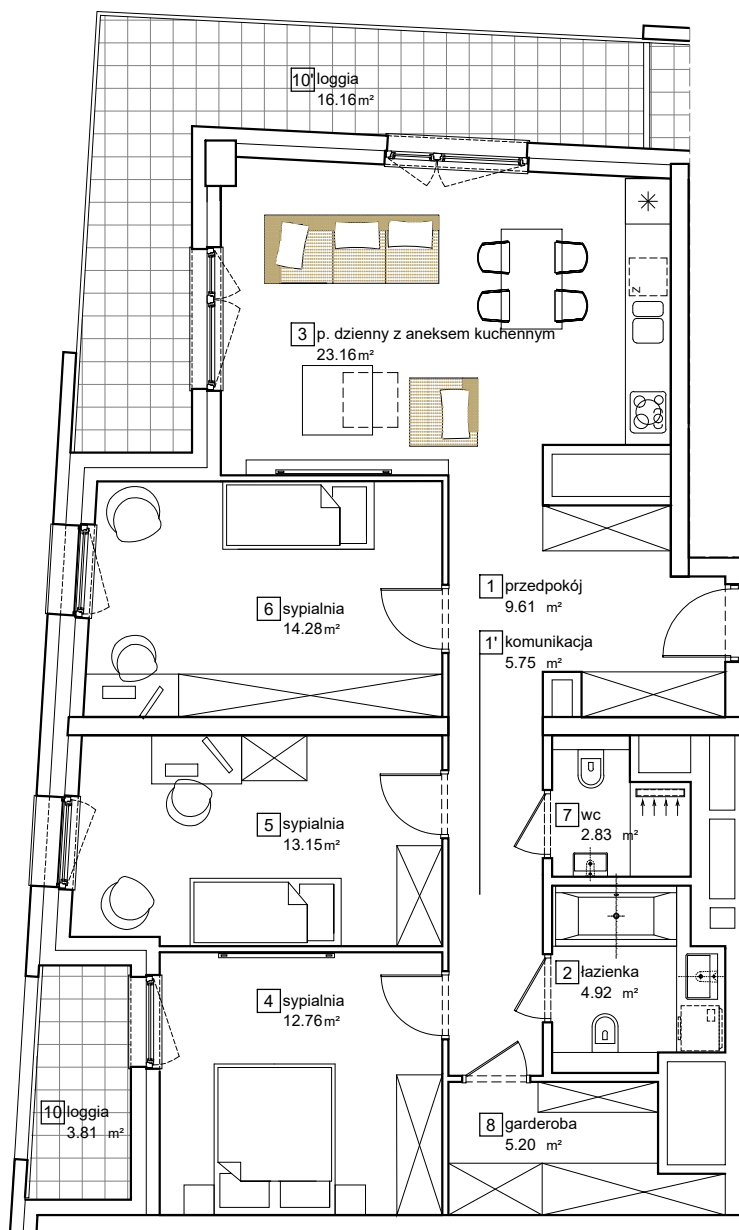 10' loggia
16.16 m²
3 p. dzienny z aneksem kuchennym
23.16 m²
z
1 przedpokój
9.61 m²
6 sypialnia
14.28 m²
1' komunikacja
5.75 m²
7 wc
2.83 m²
5 sypialnia
13.15 m²
2 łazienka
4.92 m²
4 sypialnia
12.76 m²
10 loggia
3.81 m²
8 garderoba
5.20 m²